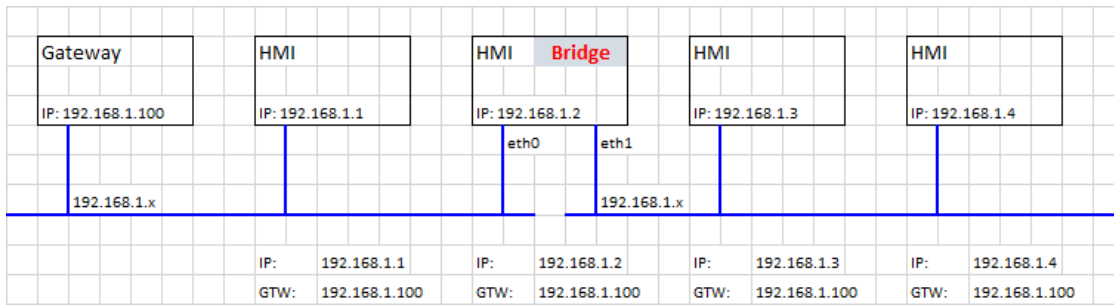 Gateway
HMI
HMI Bridge
HMI
HMI
IP: 192.168.1.100
IP: 192.168.1.1
IP: 192.168.1.2
IP: 192.168.1.3
IP: 192.168.1.4
eth0
eth1
192.168.1.x
192.168.1.x
IP: 192.168.1.1
IP: 192.168.1.2
IP: 192.168.1.3
IP: 192.168.1.4
GTW: 192.168.1.100
GTW: 192.168.1.100
GTW: 192.168.1.100
GTW: 192.168.1.100